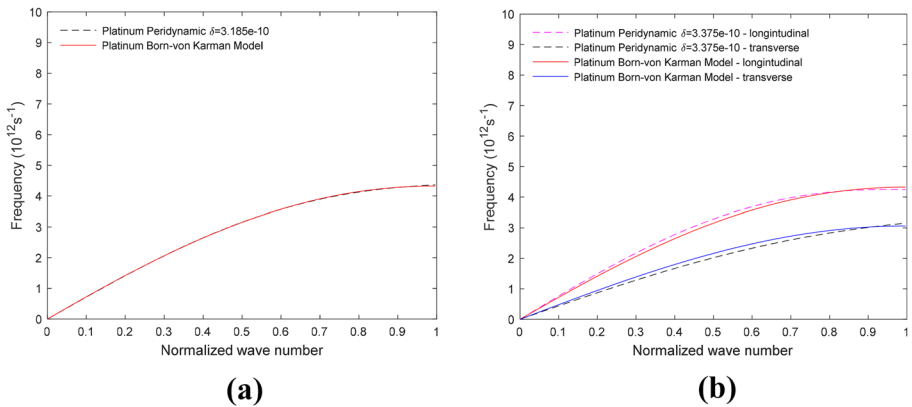 Platinum Peridynamic δ=3.185e-10
Platinum Born-von Karman Model
10
9
8
7
6
5
4
3
2
1
0
Frequency (10^12 s^-1)
0 0.1 0.2 0.3 0.4 0.5 0.6 0.7 0.8 0.9 1
Normalized wave number
(a)
Platinum Peridynamic δ=3.375e-10 - longintudinal
Platinum Peridynamic δ=3.375e-10 - transverse
Platinum Born-von Karman Model - longintudinal
Platinum Born-von Karman Model - transverse
10
9
8
7
6
5
4
3
2
1
0
Frequency (10^12 s^-1)
0 0.1 0.2 0.3 0.4 0.5 0.6 0.7 0.8 0.9 1
Normalized wave number
(b)